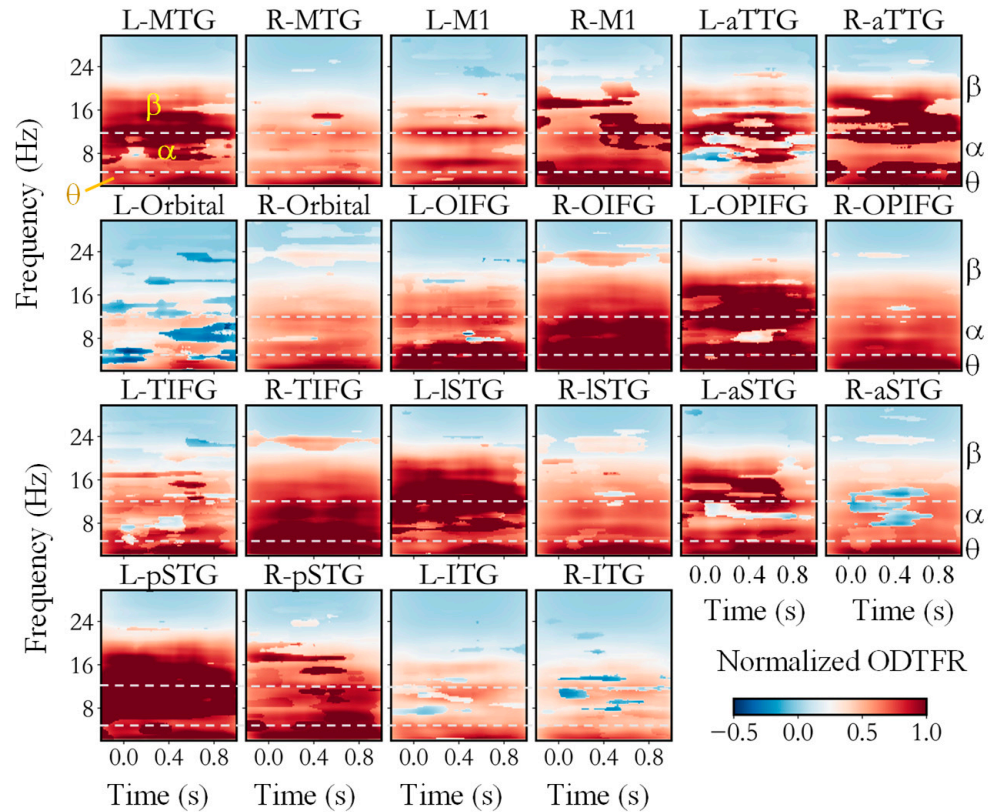 L-MTG R-MTG L-M1 R-M1 L-aTTG R-aTTG
Frequency (Hz)
24
16
8
β
α
θ
β
α
θ
L-Orbital R-Orbital L-OIFG R-OIFG L-OPIFG R-OPIFG
24
16
8
β
α
θ
L-TIFG R-TIFG L-lSTG R-lSTG L-aSTG R-aSTG
Frequency (Hz)
24
16
8
β
α
θ
0.0 0.4 0.8 0.0 0.4 0.8
Time (s) Time (s)
L-pSTG R-pSTG L-ITG R-ITG
24
16
8
0.0 0.4 0.8 0.0 0.4 0.8 0.0 0.4 0.8 0.0 0.4 0.8
Time (s) Time (s) Time (s) Time (s)
Normalized ODTFR
−0.5 0.0 0.5 1.0